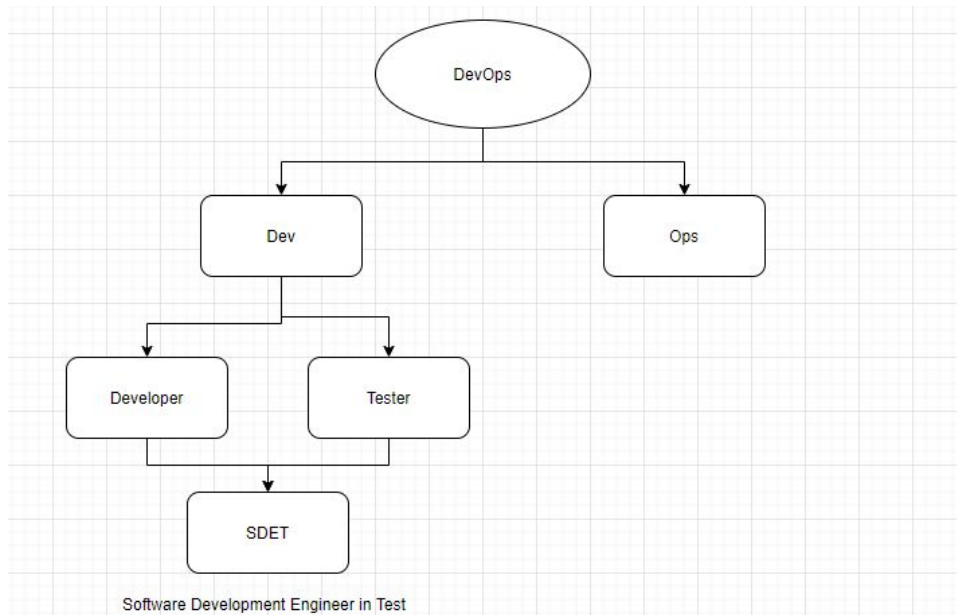 DevOps
Dev
Ops
Developer
Tester
SDET
Software Development Engineer in Test